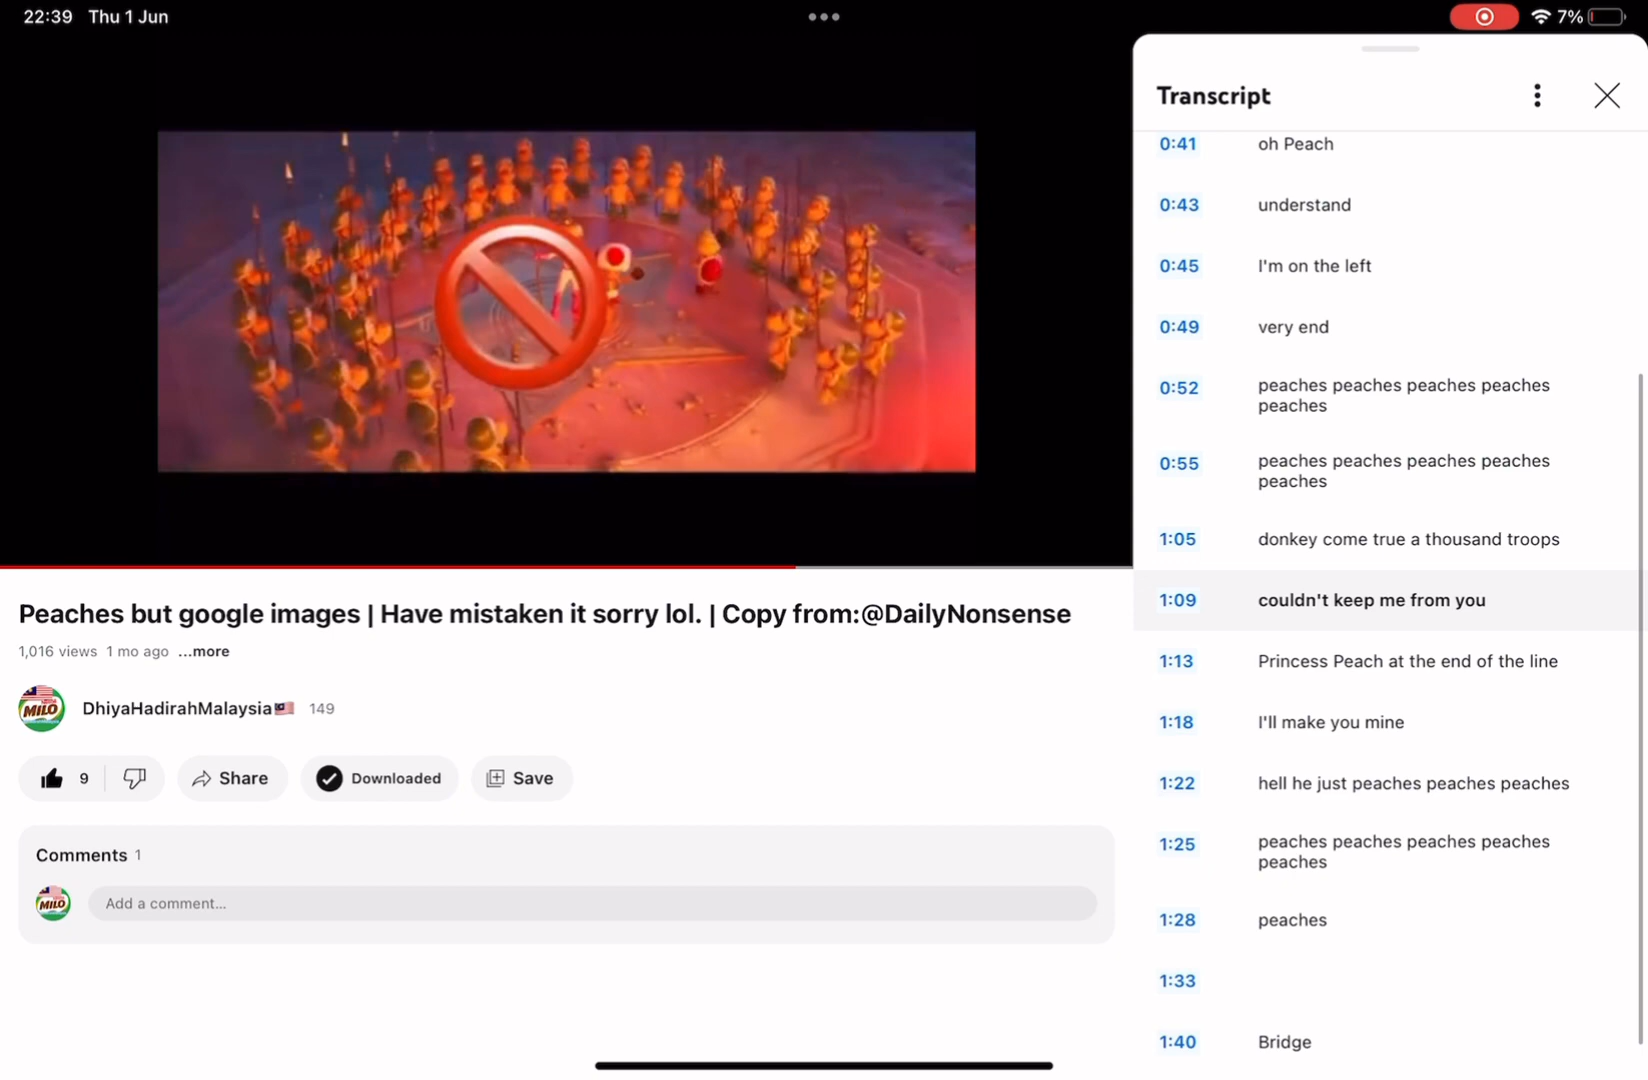 22:39 Thu 1 Jun
7%
Transcript
0:41 oh Peach
0:43 understand
0:45 I'm on the left
0:49 very end
0:52 peaches peaches peaches peaches
peaches
0:55 peaches peaches peaches peaches
peaches
1:05 donkey come true a thousand troops
1:09 couldn't keep me from you
1:13 Princess Peach at the end of the line
1:18 I'll make you mine
1:22 hell he just peaches peaches peaches
1:25 peaches peaches peaches peaches
peaches
1:28 peaches
1:33
1:40 Bridge
Peaches but google images | Have mistaken it sorry lol. | Copy from:@DailyNonsense
1,016 views 1 mo ago ...more
MILO
DhiyaHadirahMalaysia🇲🇾 149
9 Share Downloaded Save
Comments 1
MILO
Add a comment...